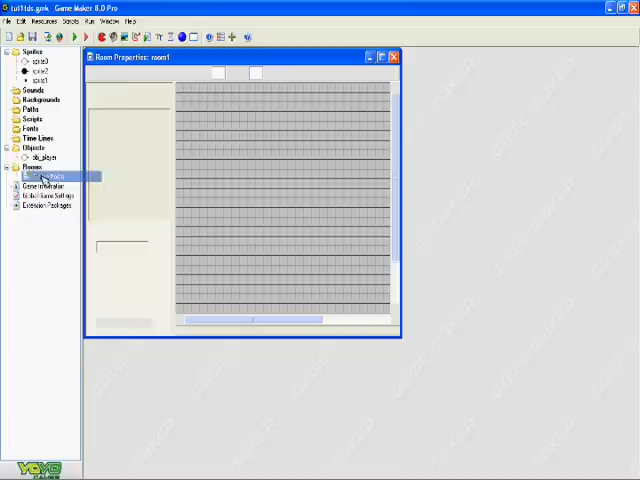 tut11ds.gmk - Game Maker 8.0 Pro
File Edit Resources Scripts Run Window Help
Sprites
sprite0
sprite2
sprite1
Sounds
Backgrounds
Paths
Scripts
Fonts
Time Lines
Objects
obj_player
Rooms
Game Information
Global Game Settings
Extension Packages
Room Properties: room1
YOYO
GAMES